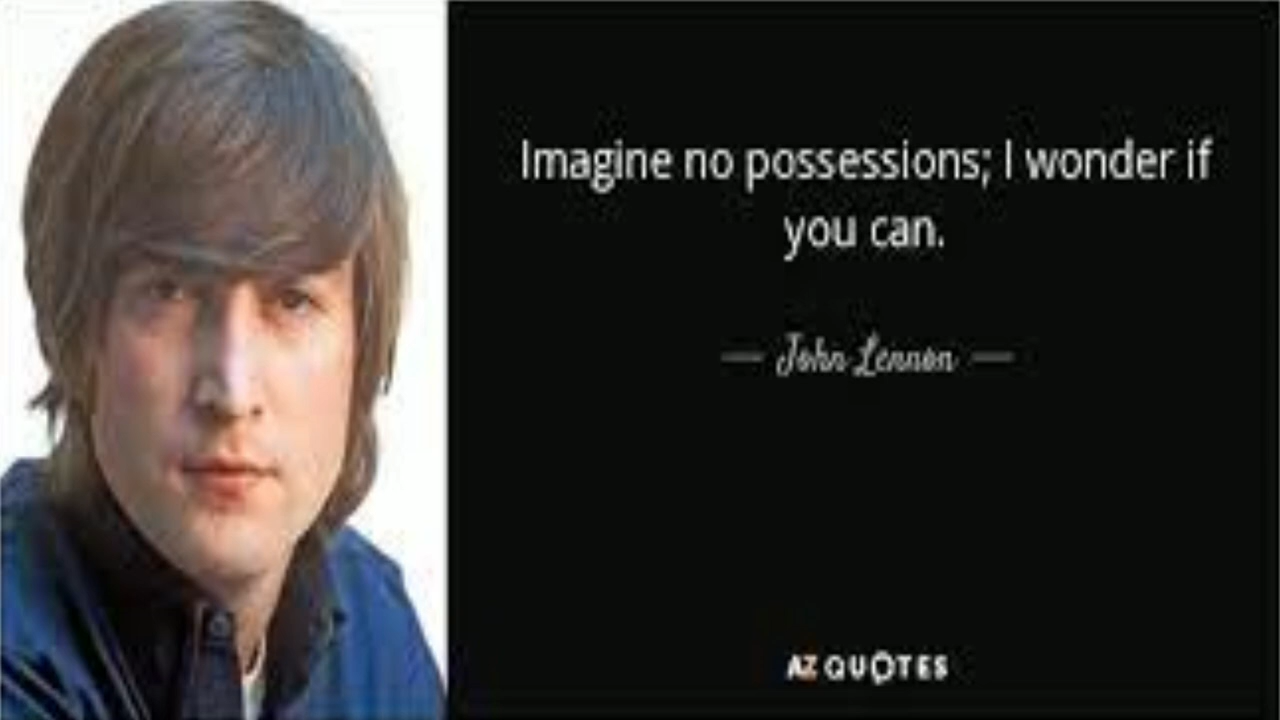 Imagine no possessions; I wonder if
you can.
— John Lennon —
AZ QUOTES